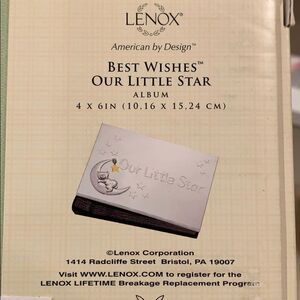 LENOX®
American by Design™
BEST WISHES™
OUR LITTLE STAR
ALBUM
4 X 6IN (10,16 X 15,24 CM)
Our Little Star
©Lenox Corporation
1414 Radcliffe Street Bristol, PA 19007
Visit WWW.LENOX.COM to register for the
LENOX LIFETIME Breakage Replacement Program